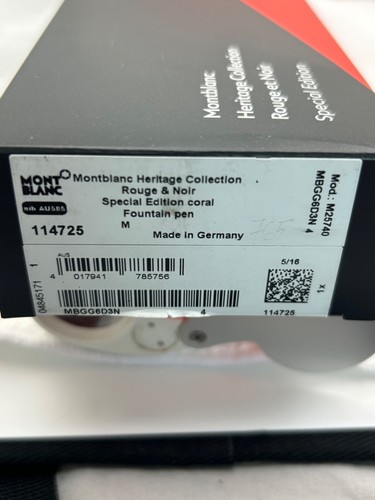 Montblanc
Heritage Collection
Rouge et Noir
Special Edition
MONT
BLANC
nib AU585
Montblanc Heritage Collection
Rouge & Noir
Special Edition coral
Fountain pen
M
114725
Made in Germany
Mod.: M25740
MBGG6D3N 4
04845171 1
AUS
4 017941 785756
5/16
X1
MBGG6D3N 4
114725